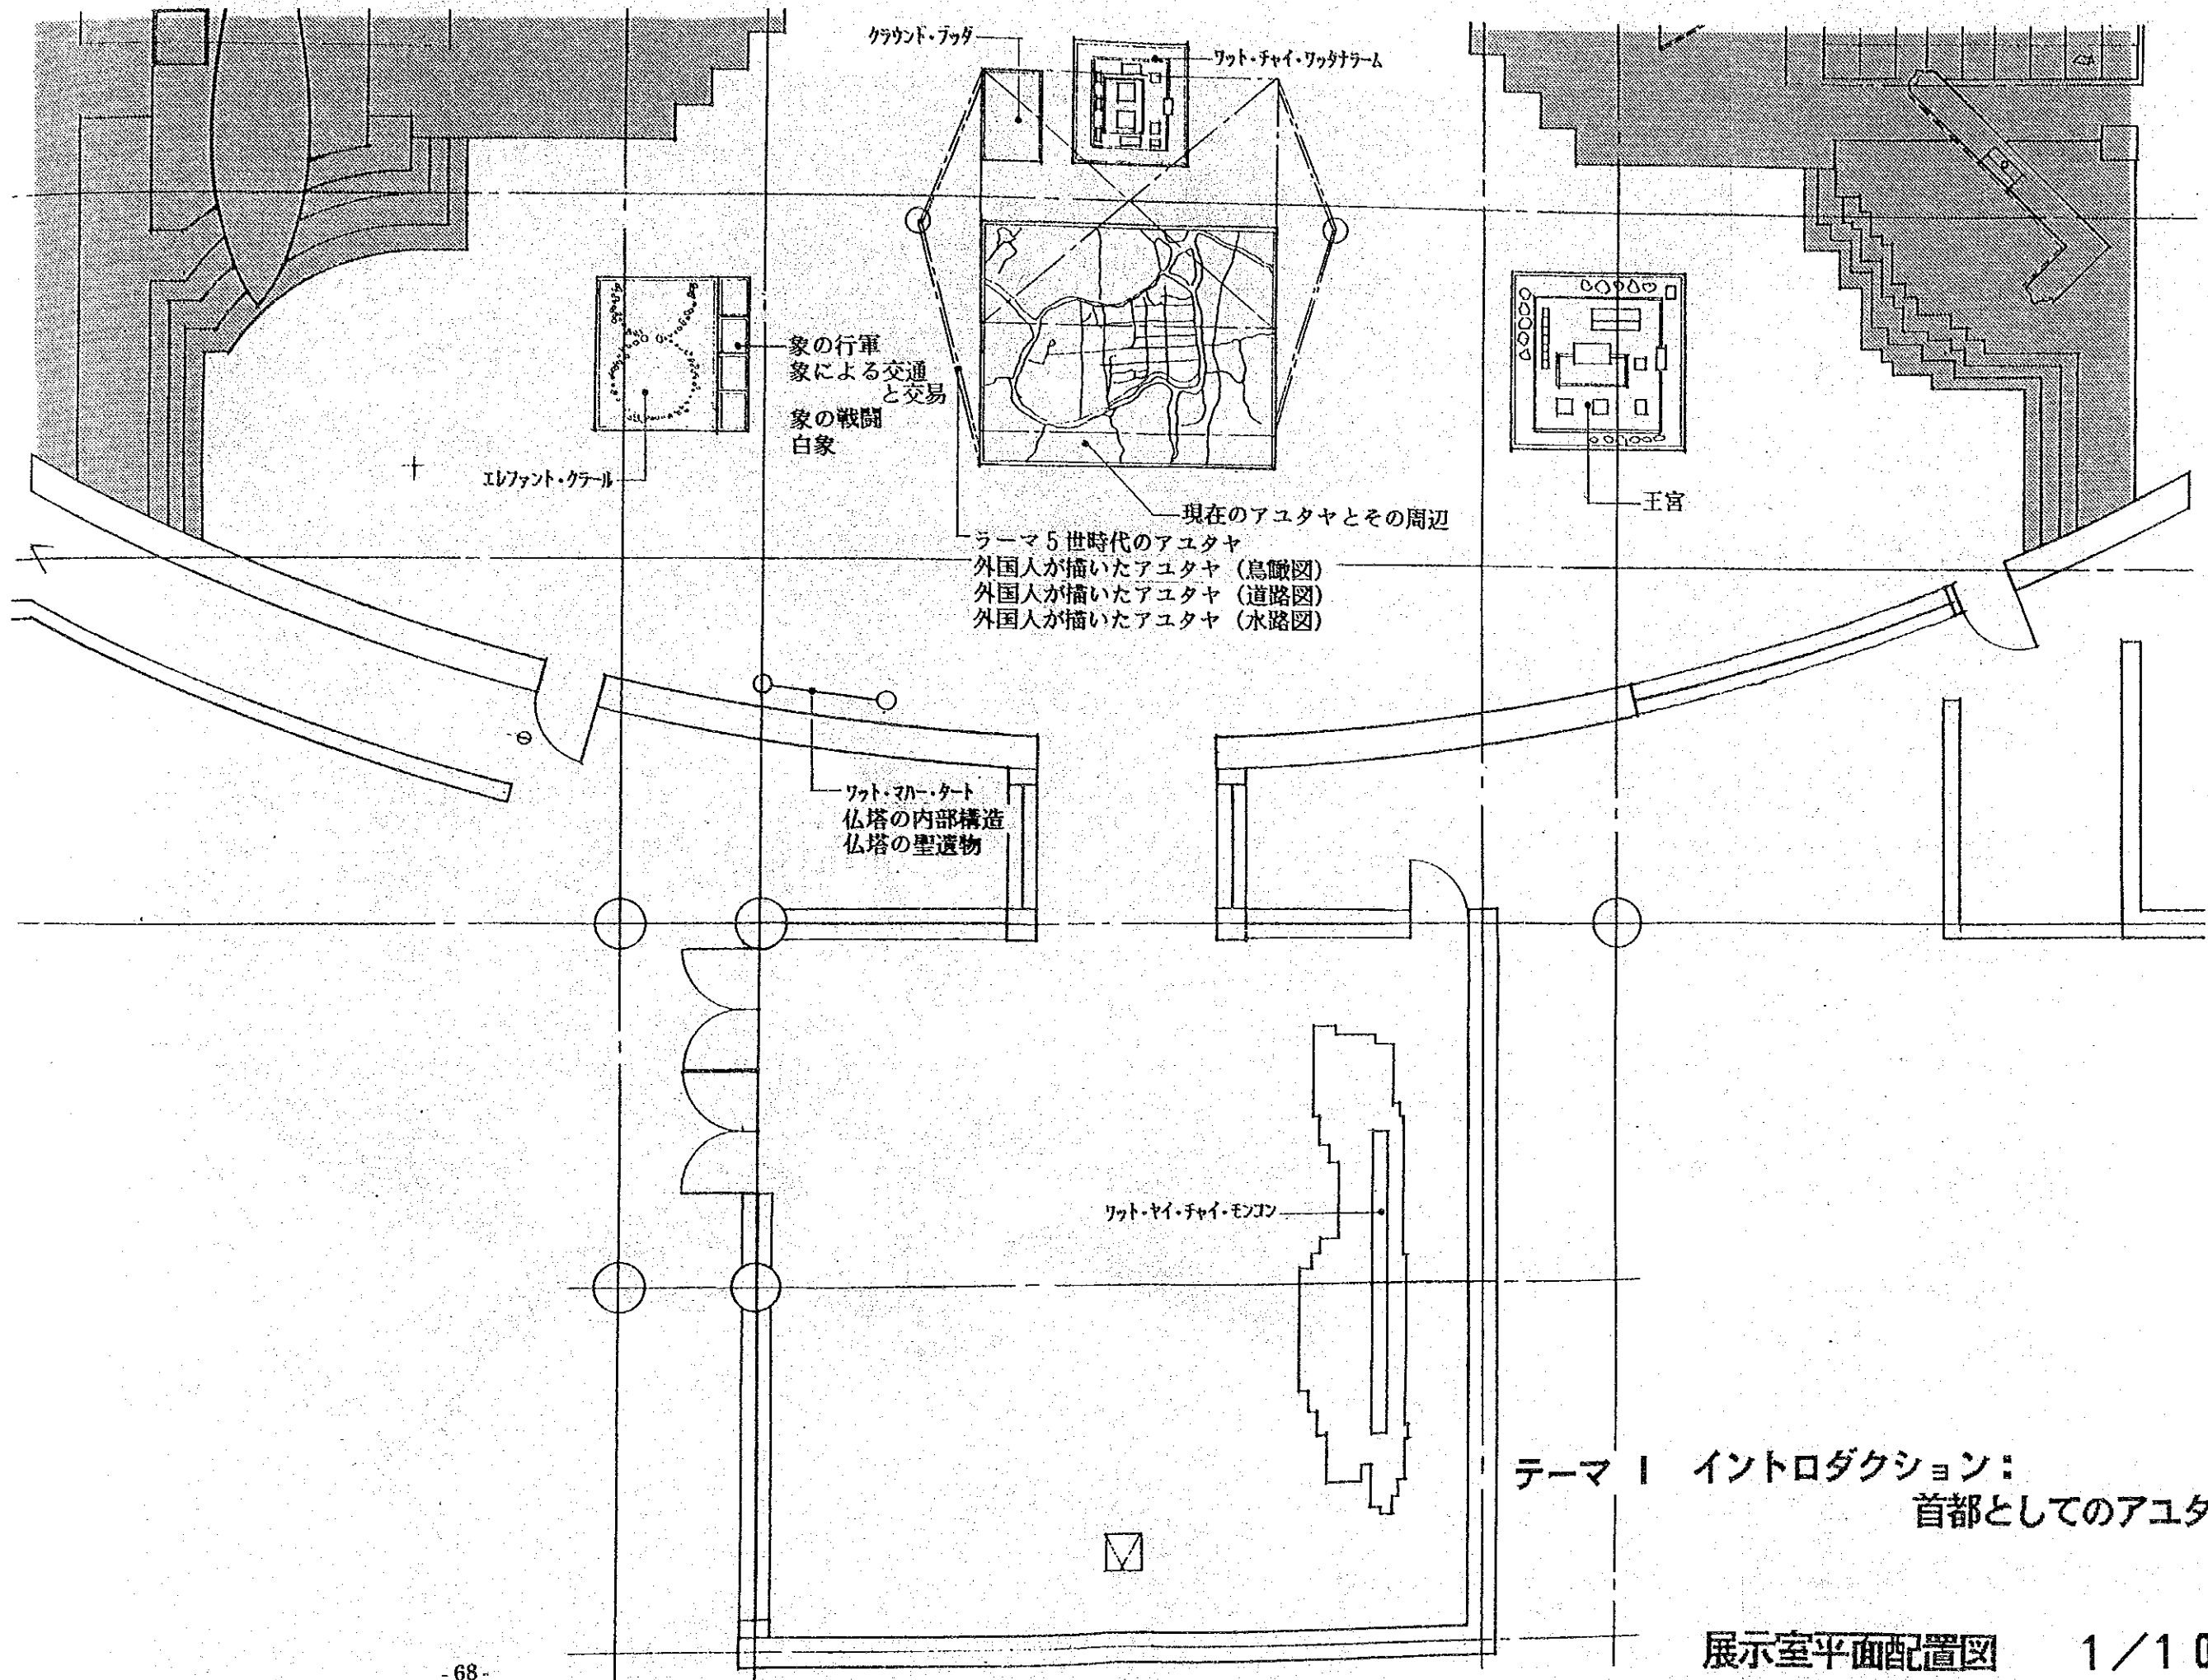 クラウンド・ブッダ
ワット・チャイ・ワッタナラーム
象の行軍
象による交通
と交易
象の戦闘
白象
エレファント・クラール
王宮
現在のアユタヤとその周辺
ラーマ5世時代のアユタヤ
外国人が描いたアユタヤ (鳥瞰図)
外国人が描いたアユタヤ (道路図)
外国人が描いたアユタヤ (水路図)
ワット・マハー・タート
仏塔の内部構造
仏塔の聖遺物
ワット・ヤイ・チャイ・モンコン
テーマ I イントロダクション:
首都としてのアユタ
展示室平面配置図 1/10
- 68 -